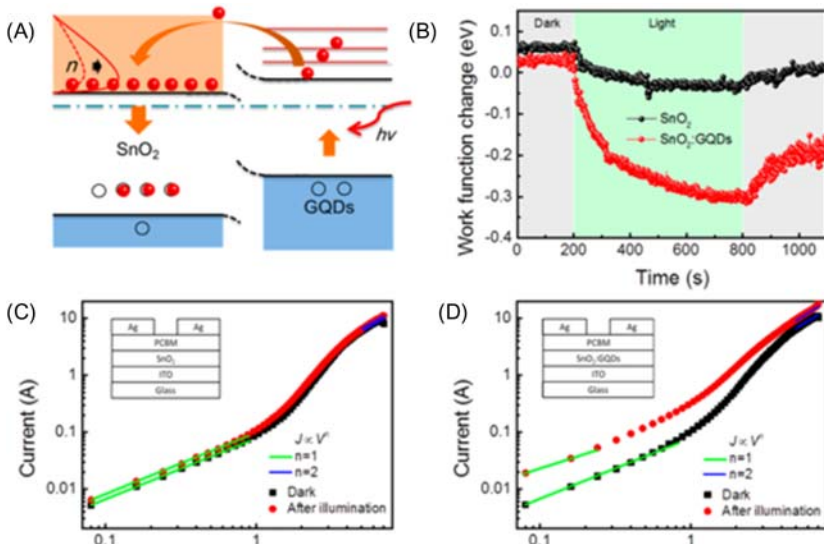 (A)
n
SnO₂
hν
GQDs
(B)
Dark
Light
SnO₂
SnO₂:GQDs
Work function change (eV)
0.1
0.0
-0.1
-0.2
-0.3
-0.4
0
200
400
600
800
1000
Time (s)
(C)
Ag
Ag
PCBM
SnO₂
ITO
Glass
J ∝ Vⁿ
n=1
n=2
Dark
After illumination
Current (A)
10
1
0.1
0.01
0.1
1
(D)
Ag
Ag
PCBM
SnO₂:GQDs
ITO
Glass
J ∝ Vⁿ
n=1
n=2
Dark
After illumination
Current (A)
10
1
0.1
0.01
0.1
1